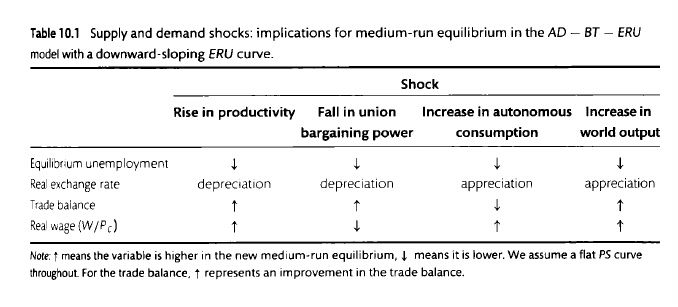 Table 10.1 Supply and demand shocks: implications for medium-run equilibrium in the AD – BT – ERU
model with a downward-sloping ERU curve.
Shock
Rise in productivity Fall in union Increase in autonomous Increase in
bargaining power consumption world output
Equilibrium unemployment ↓ ↓ ↓ ↓
Real exchange rate depreciation depreciation appreciation appreciation
Trade balance ↑ ↑ ↓ ↑
Real wage (W/Pc) ↑ ↓ ↑ ↑
Note: ↑ means the variable is higher in the new medium-run equilibrium, ↓ means it is lower. We assume a flat PS curve
throughout. For the trade balance, ↑ represents an improvement in the trade balance.